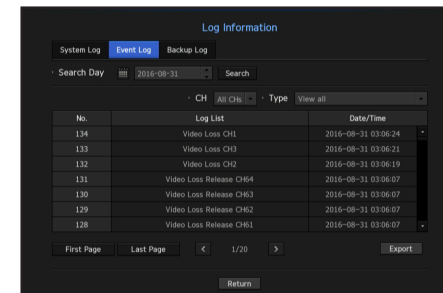 Log Information
System Log Event Log Backup Log
· Search Day 2016-08-31 Search
· CH All CHs · Type View all
No. Log List Date/Time
134 Video Loss CH1 2016-08-31 03:06:24
133 Video Loss CH3 2016-08-31 03:06:21
132 Video Loss CH2 2016-08-31 03:06:19
131 Video Loss Release CH64 2016-08-31 03:06:07
130 Video Loss Release CH63 2016-08-31 03:06:07
129 Video Loss Release CH62 2016-08-31 03:06:07
128 Video Loss Release CH61 2016-08-31 03:06:07
First Page Last Page < 1/20 > Export
Return